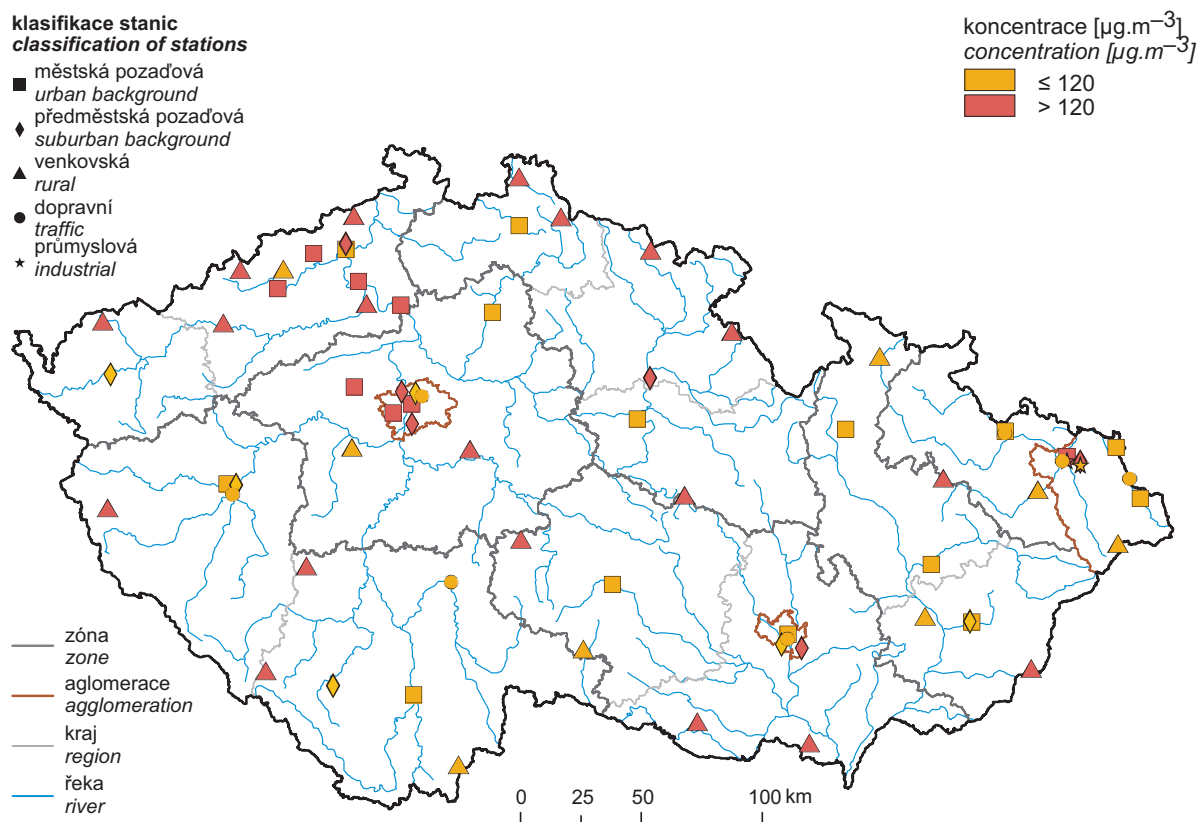 klasifikace stanic
classification of stations
městská pozaďová
urban background
předměstská pozaďová
suburban background
venkovská
rural
dopravní
traffic
průmyslová
industrial
koncentrace [µg.m–3]
concentration [µg.m–3]
≤ 120
> 120
zóna
zone
aglomerace
agglomeration
kraj
region
řeka
river
0 25 50 100 km